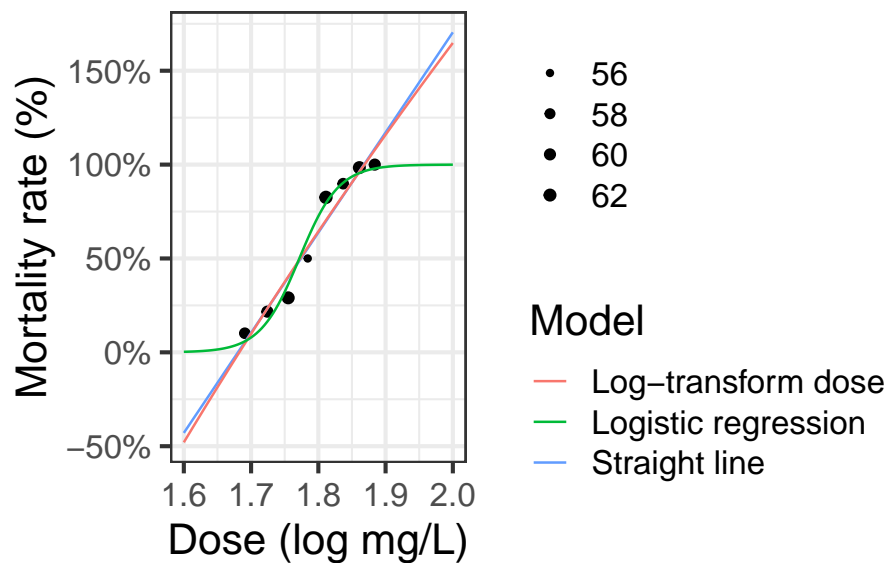 Mortality rate (%)
150%
100%
50%
0%
−50%
1.6 1.7 1.8 1.9 2.0
Dose (log mg/L)
56
58
60
62
Model
Log−transform dose
Logistic regression
Straight line